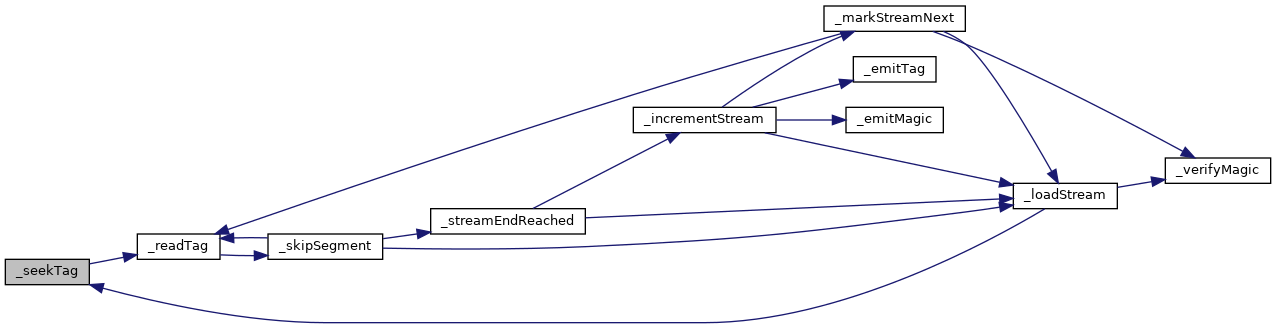 _markStreamNext
_emitTag
_incrementStream
_emitMagic
_verifyMagic
_loadStream
_streamEndReached
_readTag
_skipSegment
_seekTag